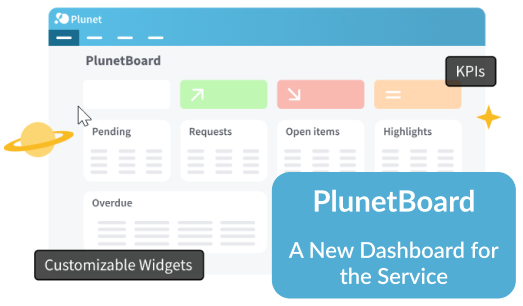 Plunet
PlunetBoard
KPIs
Pending
Requests
Open items
Highlights
Overdue
Customizable Widgets
PlunetBoard
A New Dashboard for
the Service